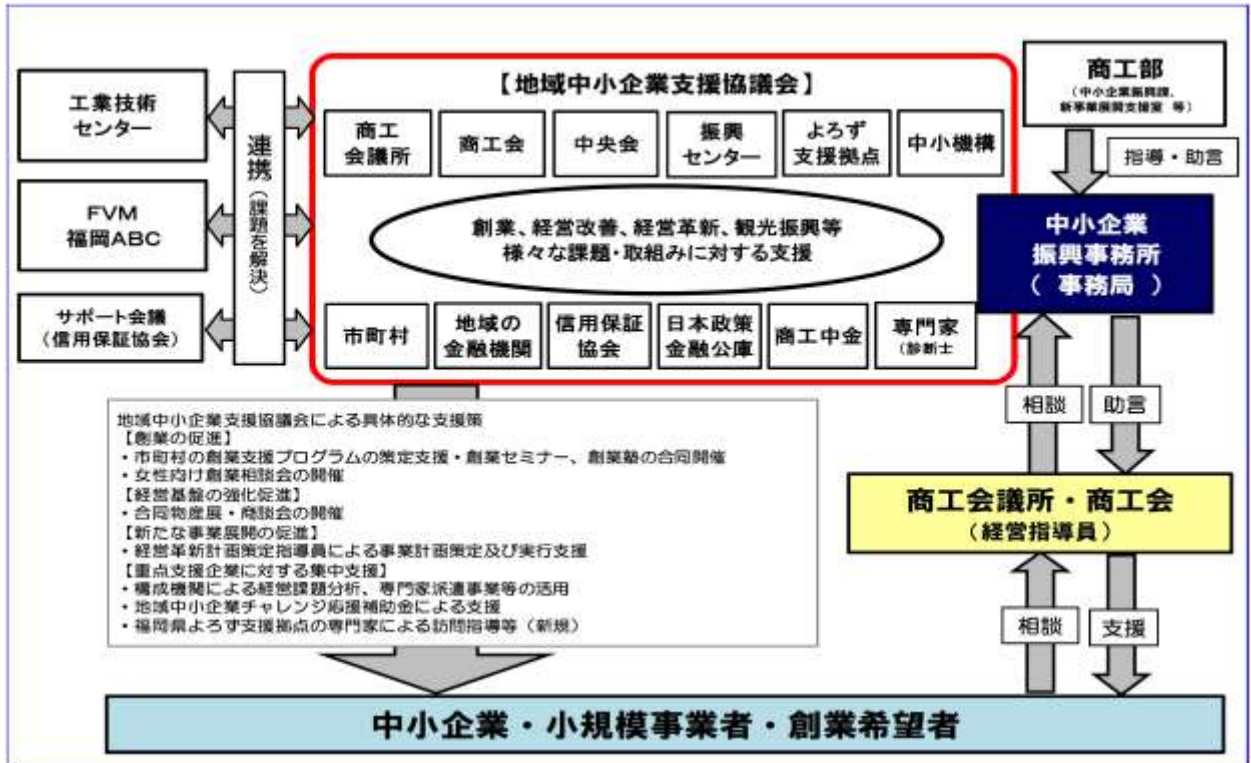 【地域中小企業支援協議会】
商工部
(中小企業振興課、
新事業展開支援室 等)
工業技術
センター
FVM
福岡ABC
サポート会議
(信用保証協会)
連携(課題を解決)
商工
会議所
商工会
中央会
振興
センター
よろず
支援拠点
中小機構
創業、経営改善、経営革新、観光振興等
様々な課題・取組みに対する支援
市町村
地域の
金融機関
信用保証
協会
日本政策
金融公庫
商工中金
専門家
(診断士
指導・助言
中小企業
振興事務所
( 事務局 )
相談
助言
商工会議所・商工会
(経営指導員)
相談
支援
地域中小企業支援協議会による具体的な支援策
【創業の促進】
・市町村の創業支援プログラムの策定支援・創業セミナー、創業塾の合同開催
・女性向け創業相談会の開催
【経営基盤の強化促進】
・合同物産展・商談会の開催
【新たな事業展開の促進】
・経営革新計画策定指導員による事業計画策定及び実行支援
【重点支援企業に対する集中支援】
・構成機関による経営課題分析、専門家派遣事業等の活用
・地域中小企業チャレンジ応援補助金による支援
・福岡県よろず支援拠点の専門家による訪問指導等(新規)
中小企業・小規模事業者・創業希望者